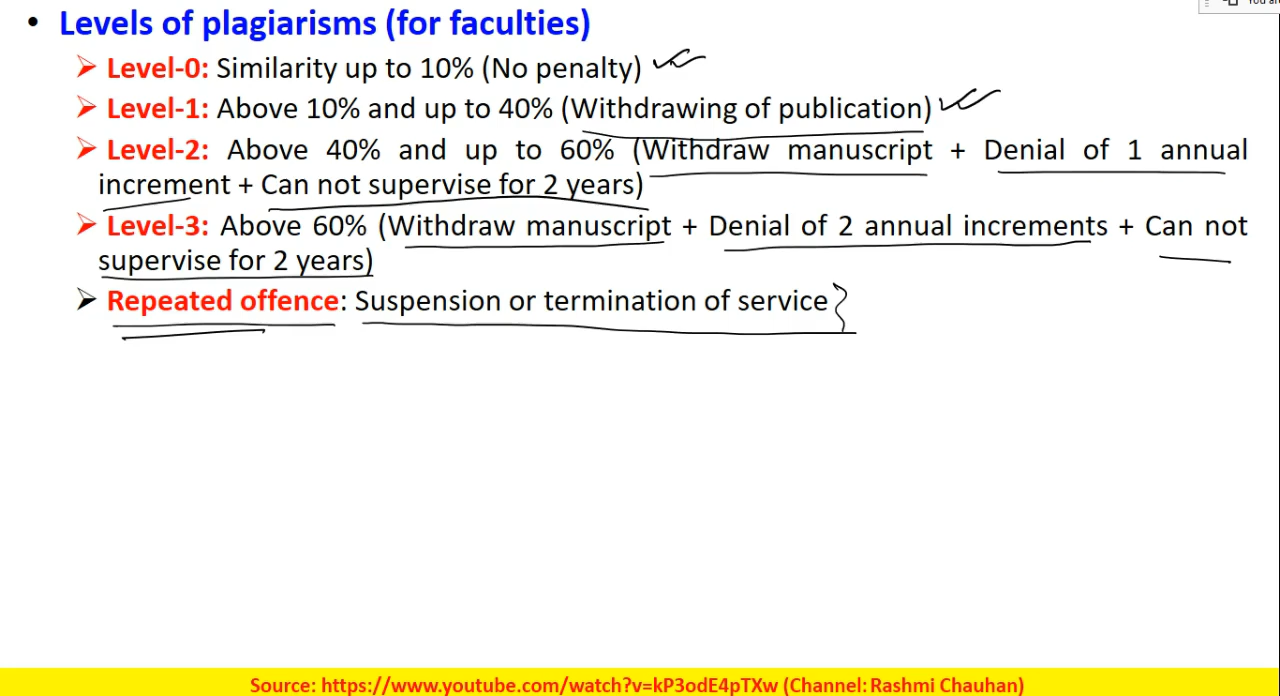 • Levels of plagiarisms (for faculties)
➢ Level-0: Similarity up to 10% (No penalty)
➢ Level-1: Above 10% and up to 40% (Withdrawing of publication)
➢ Level-2: Above 40% and up to 60% (Withdraw manuscript + Denial of 1 annual
increment + Can not supervise for 2 years)
➢ Level-3: Above 60% (Withdraw manuscript + Denial of 2 annual increments + Can not
supervise for 2 years)
➢ Repeated offence: Suspension or termination of service
Source: https://www.youtube.com/watch?v=kP3odE4pTXw (Channel: Rashmi Chauhan)